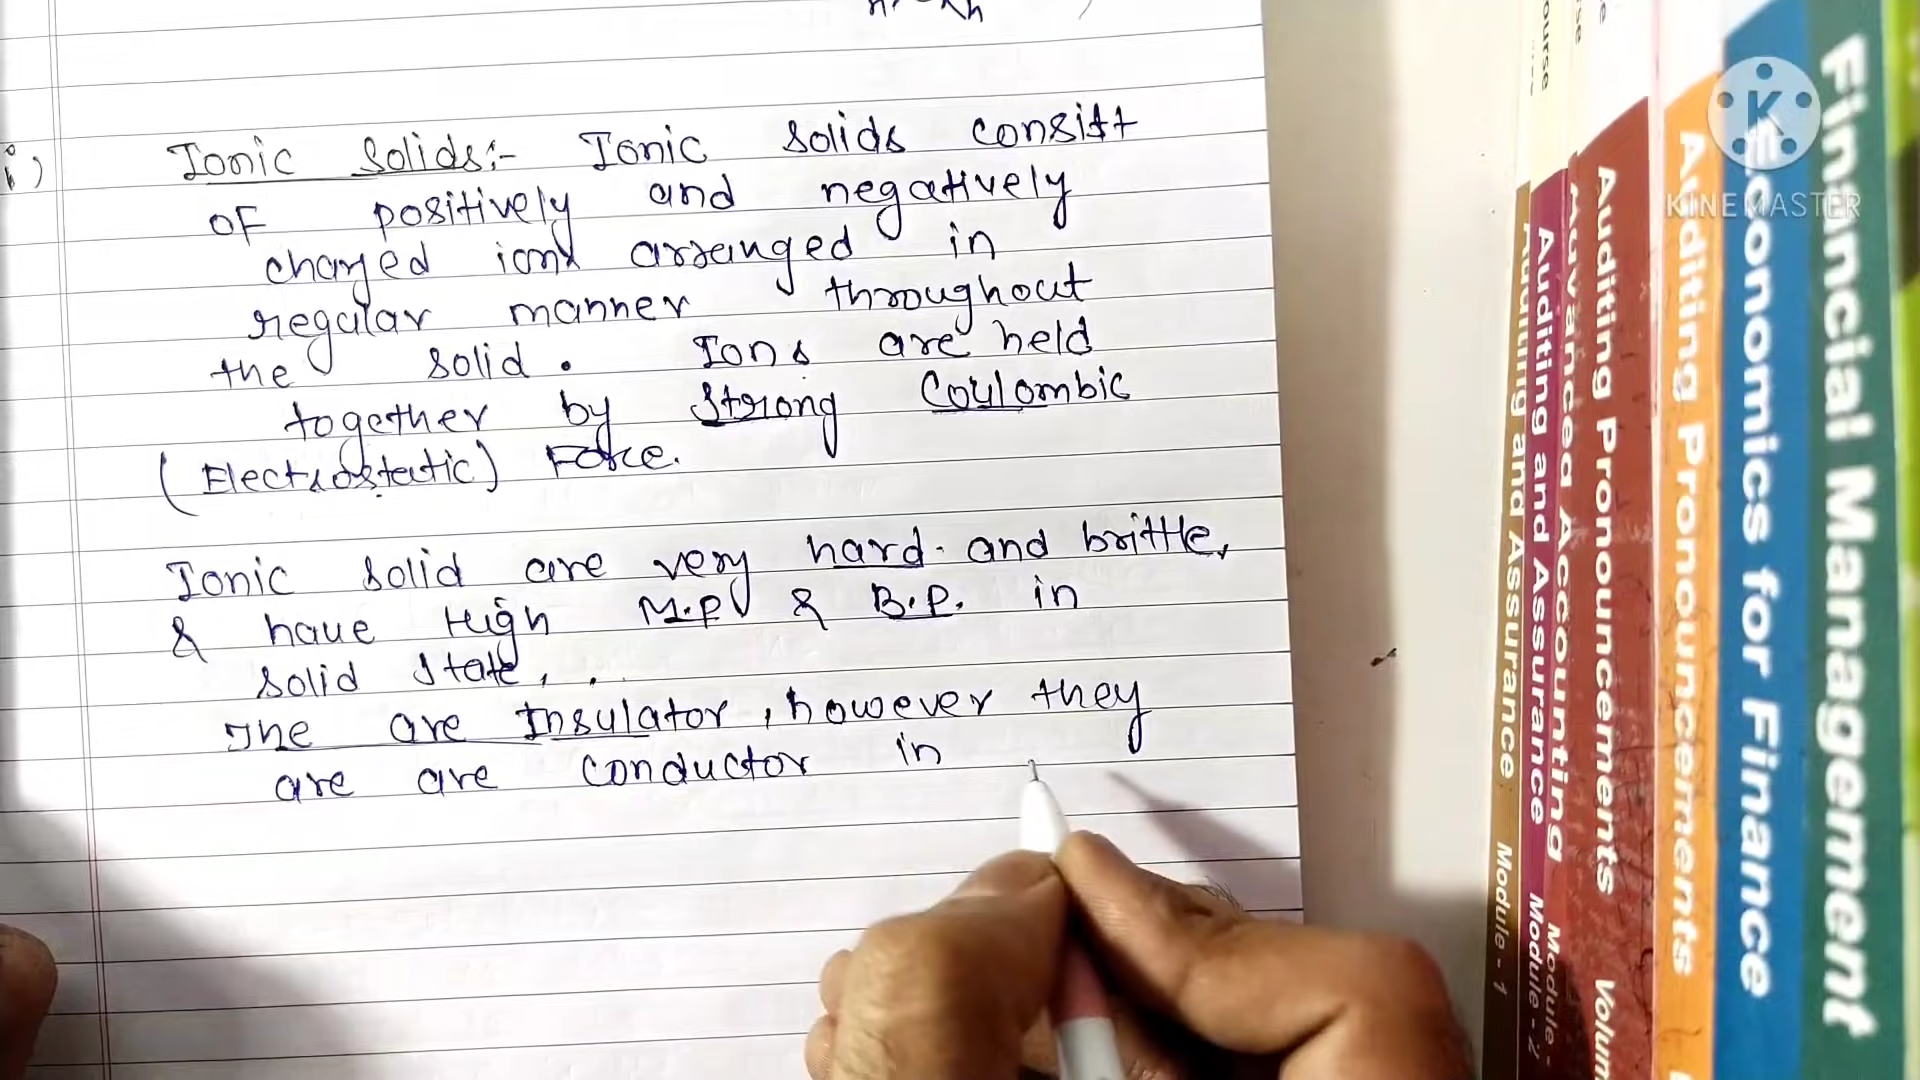 i)
Ionic Solids:- Ionic solids consist
of positively and negatively
charged ions arranged in
regular manner throughout
the solid. Ions are held
together by strong Coulombic
(Electrostatic) Force.
Ionic solid are very hard and brittle,
& have High M.P & B.P. in
solid state,.
The are Insulator, however they
are are conductor in
ourse
Auditing and Assurance Module - 1
Auditing and Assurance Module - 2
Advanced Accounting Module -
Auditing Pronouncements Volum
Auditing Pronouncements
Economics for Finance
Financial Management
K
KINEMASTER